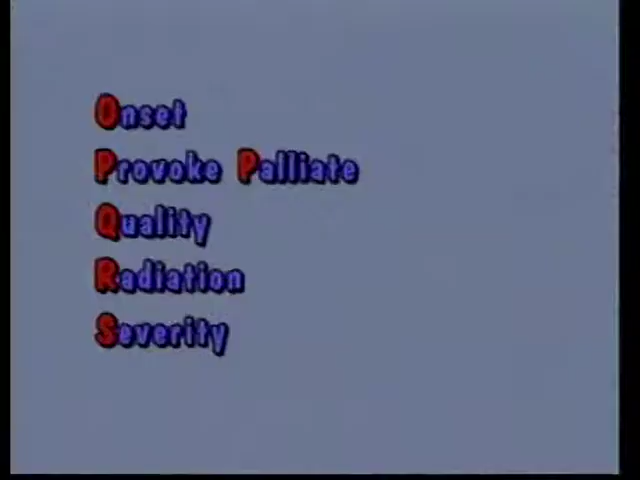 Onset
Provoke Palliate
Quality
Radiation
Severity